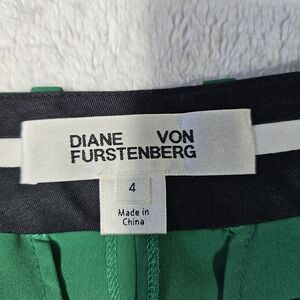 DIANE VON
FURSTENBERG
4
Made in
China